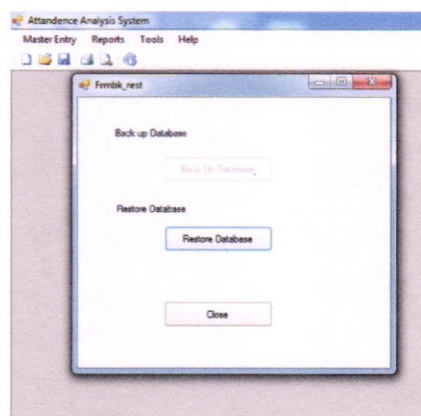 Attandence Analysis System
Master Entry Reports Tools Help
Frmbk_rest
Back up Database
Back Up Database
Restore Database
Restore Database
Close